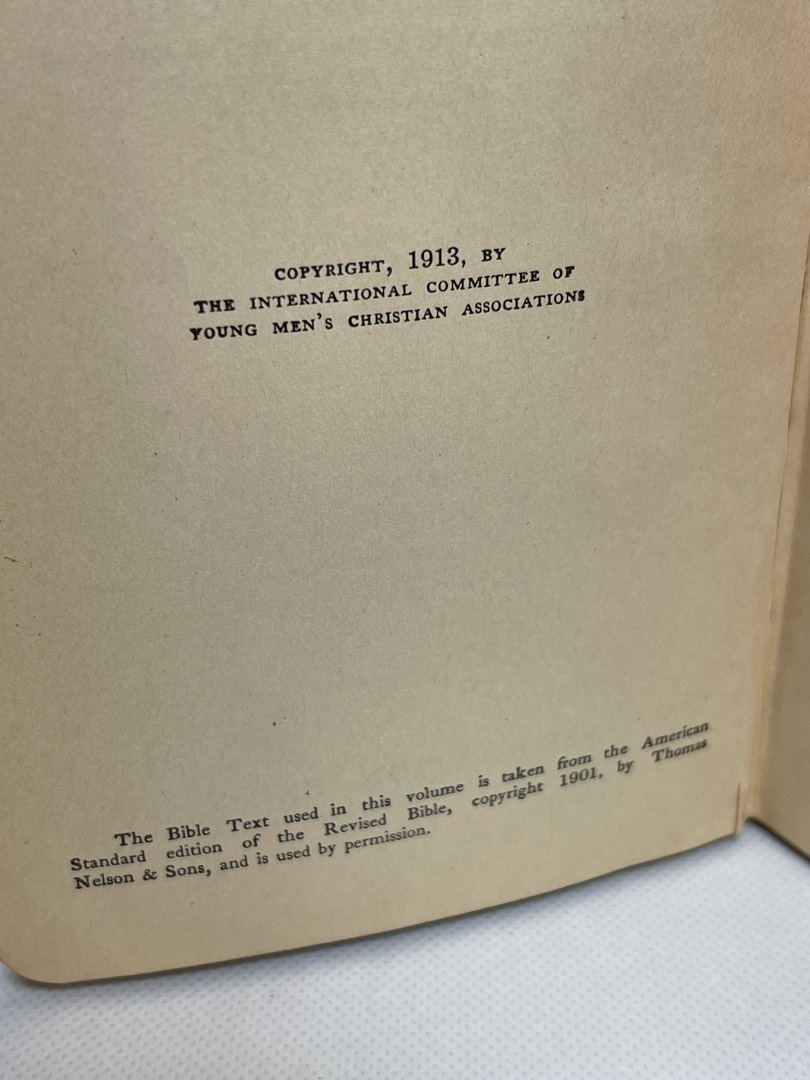 COPYRIGHT, 1913, BY
THE INTERNATIONAL COMMITTEE OF
YOUNG MEN'S CHRISTIAN ASSOCIATIONS
The Bible Text used in this volume is taken from the American
Standard edition of the Revised Bible, copyright 1901, by Thomas
Nelson & Sons, and is used by permission.